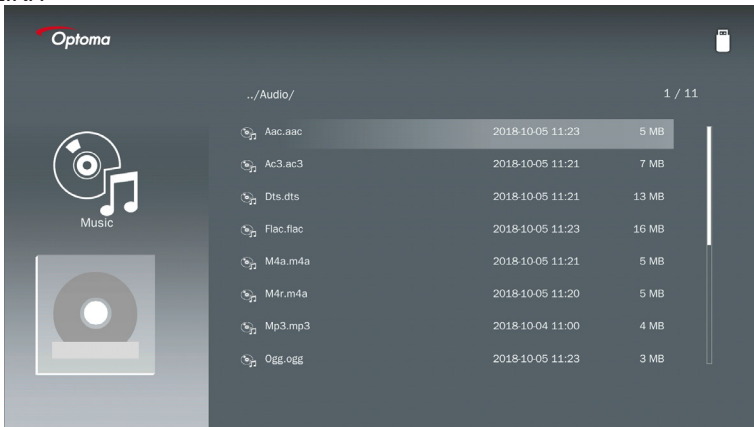 Optoma
../Audio/ 1 / 11
Aac.aac 2018-10-05 11:23 5 MB
Ac3.ac3 2018-10-05 11:21 7 MB
Dts.dts 2018-10-05 11:21 13 MB
Flac.flac 2018-10-05 11:23 16 MB
M4a.m4a 2018-10-05 11:21 5 MB
M4r.m4a 2018-10-05 11:20 5 MB
Mp3.mp3 2018-10-04 11:00 4 MB
Ogg.ogg 2018-10-05 11:23 3 MB
Music